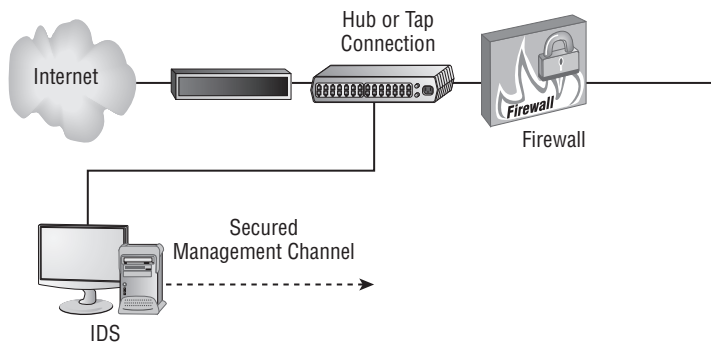 Hub or Tap
Connection
Internet
Firewall
Firewall
Secured
Management Channel
IDS